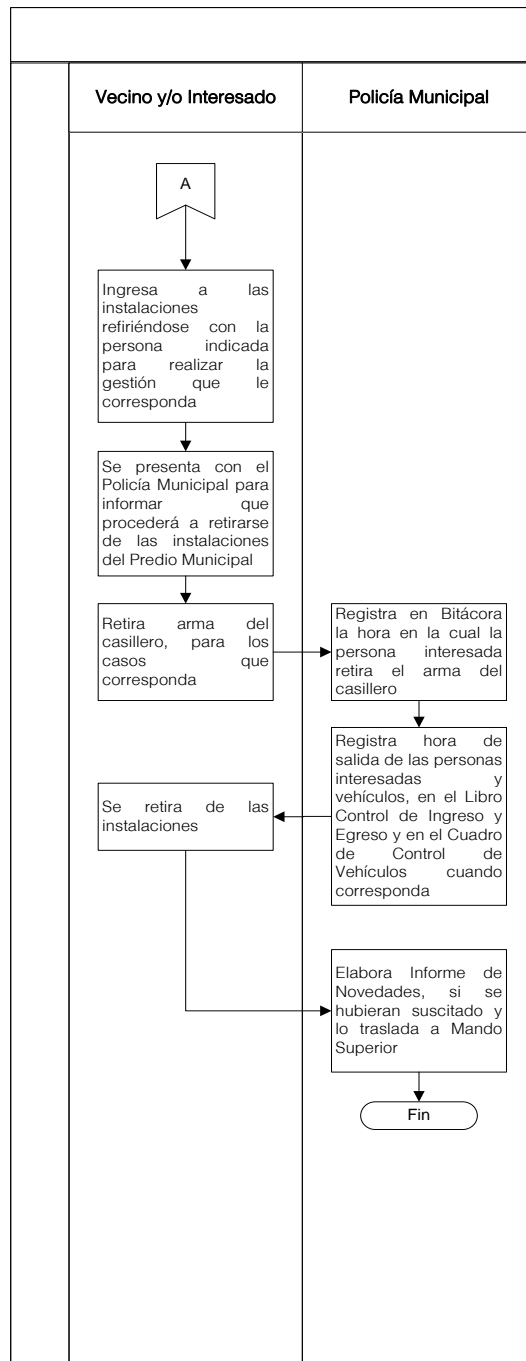 Vecino y/o Interesado
Policía Municipal
A
Ingresa a las
instalaciones
refiriéndose con la
persona indicada
para realizar la
gestión que le
corresponda
Se presenta con el
Policía Municipal para
informar que
procederá a retirarse
de las instalaciones
del Predio Municipal
Retira arma del
casillero, para los
casos que
corresponda
Registra en Bitácora
la hora en la cual la
persona interesada
retira el arma del
casillero
Registra hora de
salida de las personas
interesadas y
vehículos, en el Libro
Control de Ingreso y
Egreso y en el Cuadro
de Control de
Vehículos cuando
corresponda
Se retira de las
instalaciones
Elabora Informe de
Novedades, si se
hubieran suscitado y
lo traslada a Mando
Superior
Fin